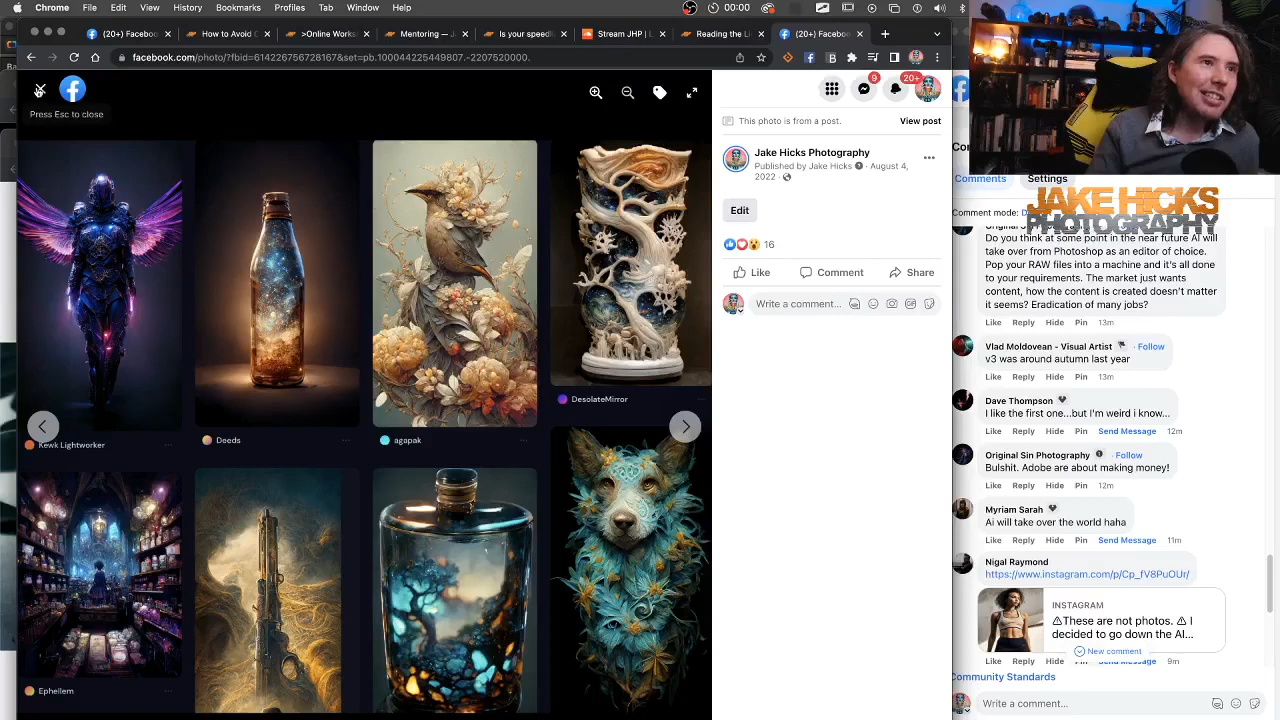 Chrome File Edit View History Bookmarks Profiles Tab Window Help 00:00
(20+) Faceboo
How to Avoid C
Online Works
Mentoring — J
Is your speedli
Stream JHP | L
Reading the L
(20+) Faceboo
facebook.com/photo/?fbid=614226756728167&set=pb.100044225449807.-2207520000.
Press Esc to close
9
20+
This photo is from a post.
View post
Jake Hicks Photography
Published by Jake Hicks · August 4,
2022 ·
Edit
16
Like
Comment
Share
Write a comment...
Kewk Lightworker
Deeds
agapak
DesolateMirror
Ephellem
Comments
Settings
JAKE HICKS
PHOTOGRAPHY
Comment mode:
Do you think at some point in the near future AI will
take over from Photoshop as an editor of choice.
Pop your RAW files into a machine and it's all done
to your requirements. The market just wants
content, how the content is created doesn't matter
it seems? Eradication of many jobs?
Like Reply Hide Pin 13m
Vlad Moldovean - Visual Artist · Follow
v3 was around autumn last year
Like Reply Hide Pin 13m
Dave Thompson
I like the first one...but I'm weird i know...
Like Reply Hide Pin Send Message 12m
Original Sin Photography · Follow
Bulshit. Adobe are about making money!
Like Reply Hide Pin 12m
Myriam Sarah
Ai will take over the world haha
Like Reply Hide Pin Send Message 11m
Nigal Raymond
https://www.instagram.com/p/Cp_fV8PuOUr/
INSTAGRAM
⚠These are not photos. ⚠ I
decided to go down the AI...
New comment
Like Reply Hide Pin Send Message 9m
Community Standards
Write a comment...